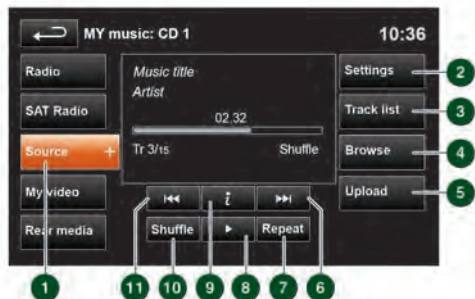 MY music: CD 1
10:36
Radio
SAT Radio
Source +
My video
Rear media
Music title
Artist
02.32
Tr 3/15
Shuffle
Settings
Track list
Browse
Upload
i
Shuffle
Repeat
1
11
10
9
8
7
6
2
3
4
5